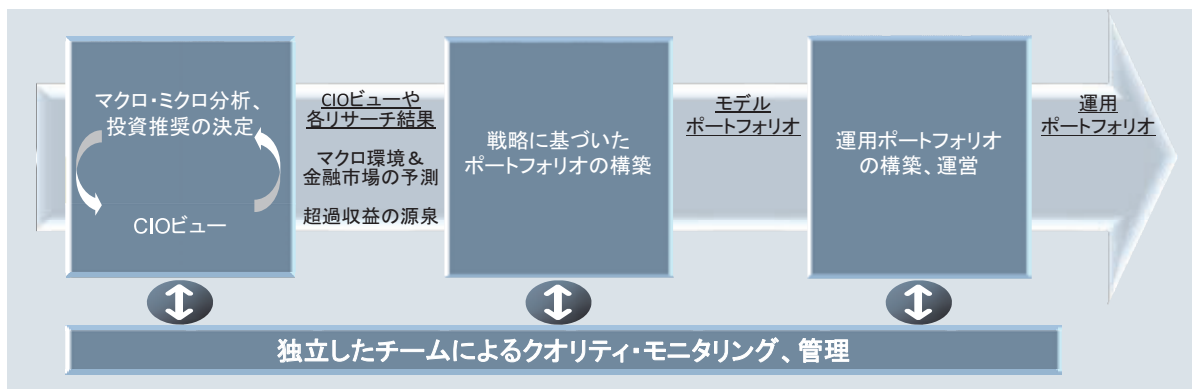 マクロ・ミクロ分析、
投資推奨の決定
CIOビュー
CIOビューや
各リサーチ結果
マクロ環境&
金融市場の予測
超過収益の源泉
戦略に基づいた
ポートフォリオの構築
モデル
ポートフォリオ
運用ポートフォリオ
の構築、運営
運用
ポートフォリオ
独立したチームによるクオリティ・モニタリング、管理